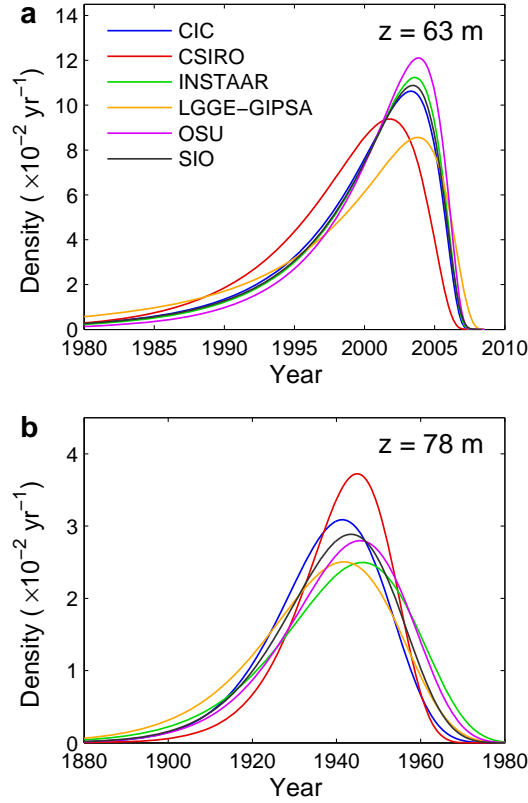 a
z = 63 m
CIC
CSIRO
INSTAAR
LGGE−GIPSA
OSU
SIO
Density ( ×10−2 yr−1)
14
12
10
8
6
4
2
0
1980 1985 1990 1995 2000 2005 2010
Year
b
z = 78 m
Density ( ×10−2 yr−1)
4
3
2
1
0
1880 1900 1920 1940 1960 1980
Year